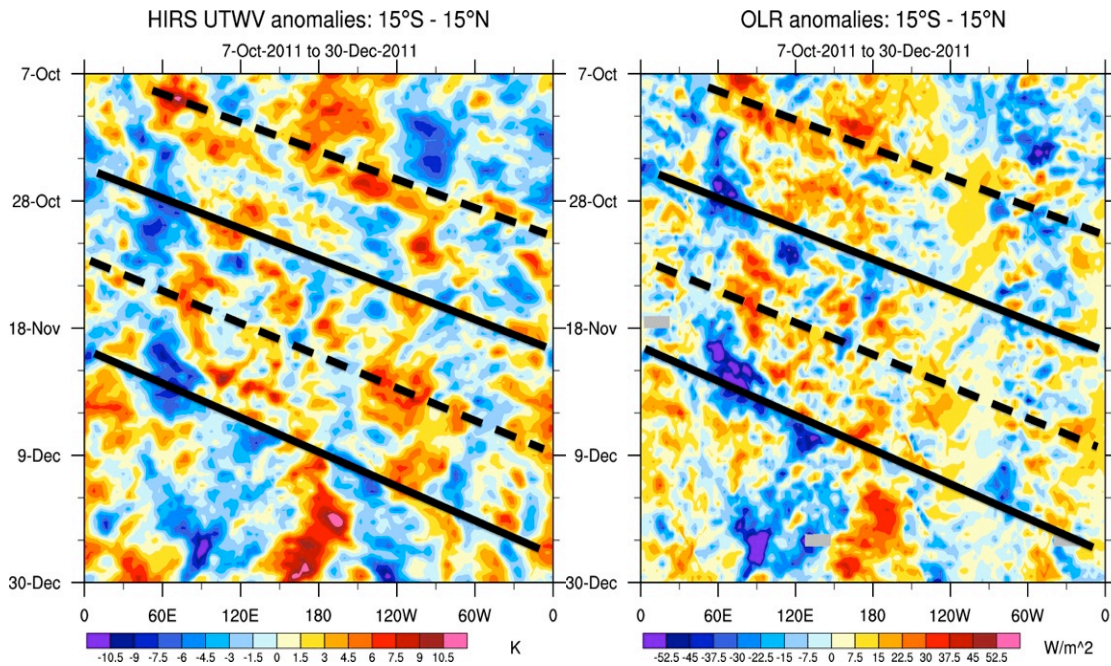 HIRS UTWV anomalies: 15°S - 15°N
7-Oct-2011 to 30-Dec-2011
7-Oct
28-Oct
18-Nov
9-Dec
30-Dec
0 60E 120E 180 120W 60W 0
-10.5 -9 -7.5 -6 -4.5 -3 -1.5 0 1.5 3 4.5 6 7.5 9 10.5 K
OLR anomalies: 15°S - 15°N
7-Oct-2011 to 30-Dec-2011
7-Oct
28-Oct
18-Nov
9-Dec
30-Dec
0 60E 120E 180 120W 60W 0
-52.5 -45 -37.5 -30 -22.5 -15 -7.5 0 7.5 15 22.5 30 37.5 45 52.5 W/m^2